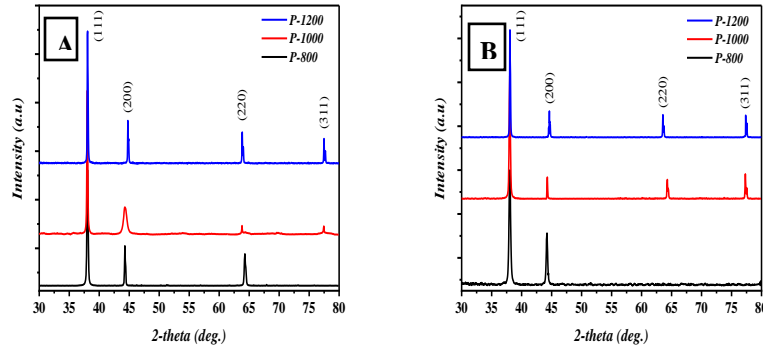 A
(111)
(200)
(220)
(311)
P-1200
P-1000
P-800
Intensity (a.u)
30 35 40 45 50 55 60 65 70 75 80
2-theta (deg.)
B
(111)
(200)
(220)
(311)
P-1200
P-1000
P-800
Intensity (a.u)
30 35 40 45 50 55 60 65 70 75 80
2-theta (deg.)